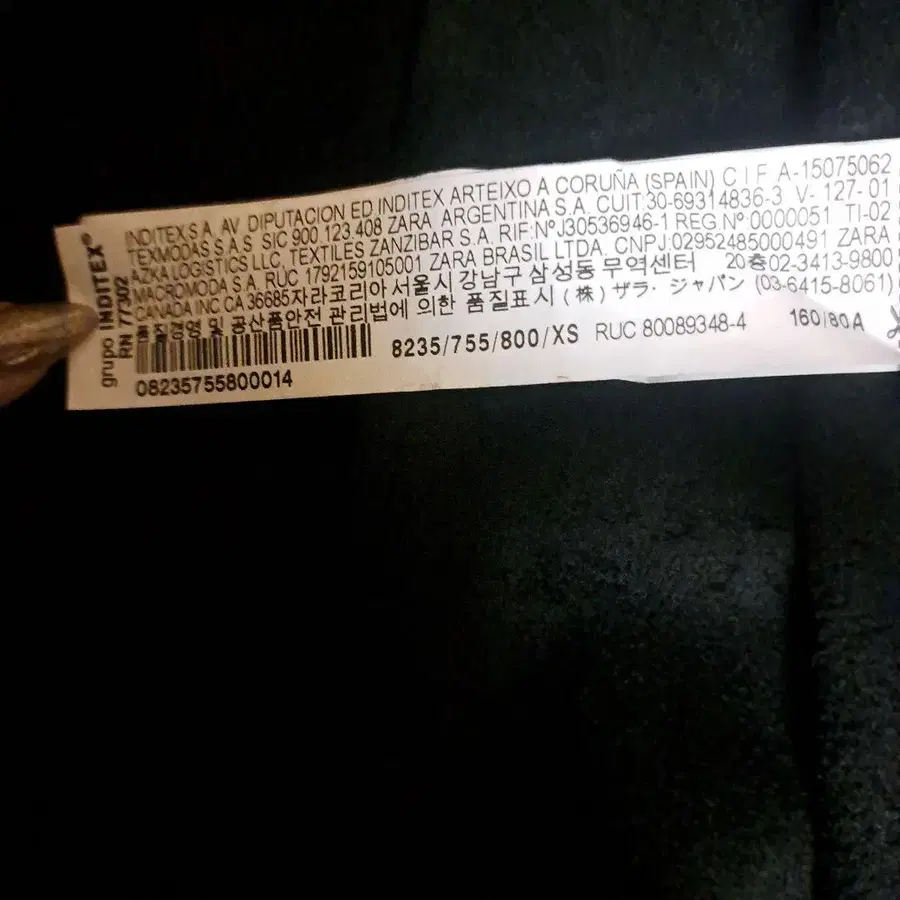 grupo INDITEX®
RN 77302
INDITEX S.A. AV DIPUTACION ED INDITEX ARTEIXO A CORUÑA (SPAIN) C I F A-15075062
TEXMODAS S A S SIC 900 123 408 ZARA ARGENTINA S.A. CUIT:30-69314836-3 V- 127- 01
AZKA LOGISTICS LLC, TEXTILES ZANZIBAR S.A. RIF: Nº J30536946-1 REG.Nº 0000051 TI-02
MACROMODA S A. RUC 1792159105001 ZARA BRASIL LTDA, CNPJ:02952485000491 ZARA
CANADA INC. CA 36685자라코리아 서울시 강남구 삼성동 무역센터 20층02-3413-9800
품질경영 및 공산품안전 관리법에 의한 품질표시 (株) ザラ・ジャパン (03-6415-8061)
8235/755/800/XS RUC 80089348-4 160/80A
08235755800014